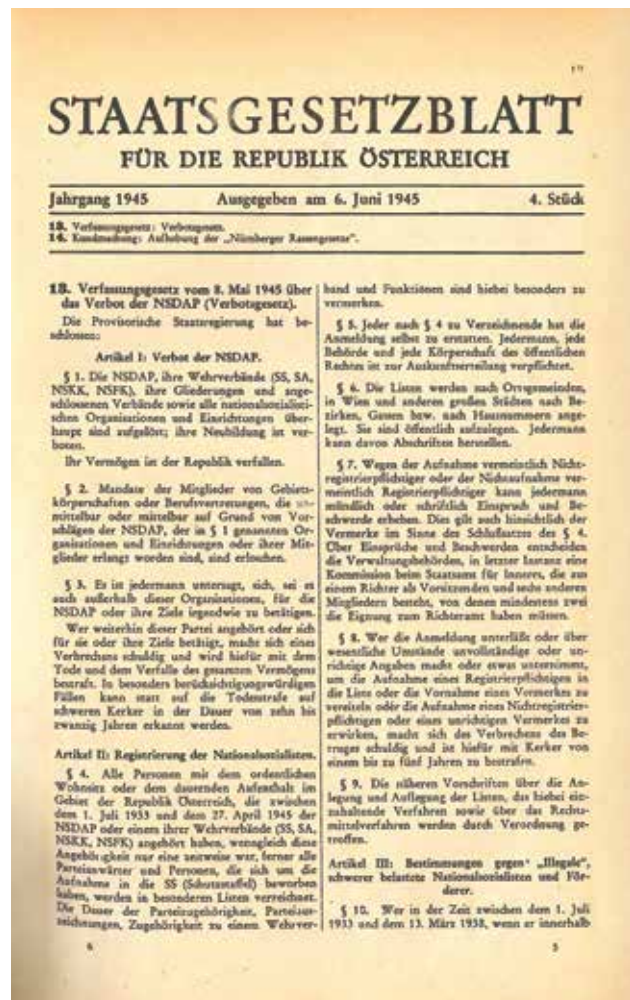 STAATSGESETZBLATT
FÜR DIE REPUBLIK ÖSTERREICH
Jahrgang 1945 Ausgegeben am 6. Juni 1945 4. Stück
13. Verfassungsgesetz: Verbotsgesetz.
14. Kundmachung: Aufhebung der „Nürnberger Rassengesetze".
13. Verfassungsgesetz vom 8. Mai 1945 über
das Verbot der NSDAP (Verbotsgesetz).
Die Provisorische Staatsregierung hat be-
schlossen:
Artikel I: Verbot der NSDAP.
§ 1. Die NSDAP, ihre Wehrverbände (SS, SA,
NSKK, NSFK), ihre Gliederungen und ange-
schlossenen Verbände sowie alle nationalsozialisti-
schen Organisationen und Einrichtungen über-
haupt sind aufgelöst; ihre Neubildung ist ver-
boten.
Ihr Vermögen ist der Republik verfallen.
§ 2. Mandate der Mitglieder von Gebiets-
körperschaften oder Berufsvertretungen, die un-
mittelbar oder mittelbar auf Grund von Vor-
schlägen der NSDAP, der in § 1 genannten Or-
ganisationen und Einrichtungen oder ihrer Mit-
glieder erlangt worden sind, sind erloschen.
§ 3. Es ist jedermann untersagt, sich, sei es
auch außerhalb dieser Organisationen, für die
NSDAP oder ihre Ziele irgendwie zu betätigen.
Wer weiterhin dieser Partei angehört oder sich
für sie oder ihre Ziele betätigt, macht sich eines
Verbrechens schuldig und wird hiefür mit dem
Tode und dem Verfalle des gesamten Vermögens
bestraft. In besonders berücksichtigungswürdigen
Fällen kann statt auf die Todesstrafe auf
schweren Kerker in der Dauer von zehn bis
zwanzig Jahren erkannt werden.
Artikel II: Registrierung der Nationalsozialisten.
§ 4. Alle Personen mit dem ordentlichen
Wohnsitz oder dem dauernden Aufenthalt im
Gebiet der Republik Österreich, die zwischen
dem 1. Juli 1933 und dem 27. April 1945 der
NSDAP oder einem ihrer Wehrverbände (SS, SA,
NSKK, NSFK) angehört haben, wenngleich diese
Angehörigkeit nur eine zeitweise war, ferner alle
Parteianwärter und Personen, die sich um die
Aufnahme in die SS (Schutzstaffel) beworben
haben, werden in besonderen Listen verzeichnet.
Die Dauer der Parteizugehörigkeit, Parteiaus-
zeichnungen, Zugehörigkeit zu einem Wehrver-
6
band und Funktionen sind hiebei besonders zu
vermerken.
§ 5. Jeder nach § 4 zu Verzeichnende hat die
Anmeldung selbst zu erstatten. Jedermann, jede
Behörde und jede Körperschaft des öffentlichen
Rechtes ist zur Auskunftserteilung verpflichtet.
§ 6. Die Listen werden nach Ortsgemeinden,
in Wien und anderen großen Städten nach Be-
zirken, Gassen bzw. nach Hausnummern ange-
legt. Sie sind öffentlich aufzulegen. Jedermann
kann davon Abschriften herstellen.
§ 7. Wegen der Aufnahme vermeintlich Nicht-
registrierpflichtiger oder der Nichtaufnahme ver-
meintlich Registrierpflichtiger kann jedermann
mündlich oder schriftlich Einspruch und Be-
schwerde erheben. Dies gilt auch hinsichtlich der
Vermerke im Sinne des Schlußsatzes des § 4.
Über Einsprüche und Beschwerden entscheiden
die Verwaltungsbehörden, in letzter Instanz eine
Kommission beim Staatsamt für Inneres, die aus
einem Richter als Vorsitzenden und sechs anderen
Mitgliedern besteht, von denen mindestens zwei
die Eignung zum Richteramt haben müssen.
§ 8. Wer die Anmeldung unterläßt oder über
wesentliche Umstände unvollständige oder un-
richtige Angaben macht oder etwas unternimmt,
um die Aufnahme eines Registrierpflichtigen in
die Liste oder die Vornahme eines Vermerkes zu
vereiteln oder die Aufnahme eines Nichtregistrier-
pflichtigen oder eines unrichtigen Vermerkes zu
erwirken, macht sich des Verbrechens des Be-
truges schuldig und ist hiefür mit Kerker von
einem bis zu fünf Jahren zu bestrafen.
§ 9. Die näheren Vorschriften über die An-
legung und Auflegung der Listen, das hiebei ein-
zuhaltende Verfahren sowie über das Rechts-
mittelverfahren werden durch Verordnung ge-
troffen.
Artikel III: Bestimmungen gegen „Illegale",
schwerer belastete Nationalsozialisten und För-
derer.
§ 10. Wer in der Zeit zwischen dem 1. Juli
1933 und dem 13. März 1938, wenn er innerhalb
5